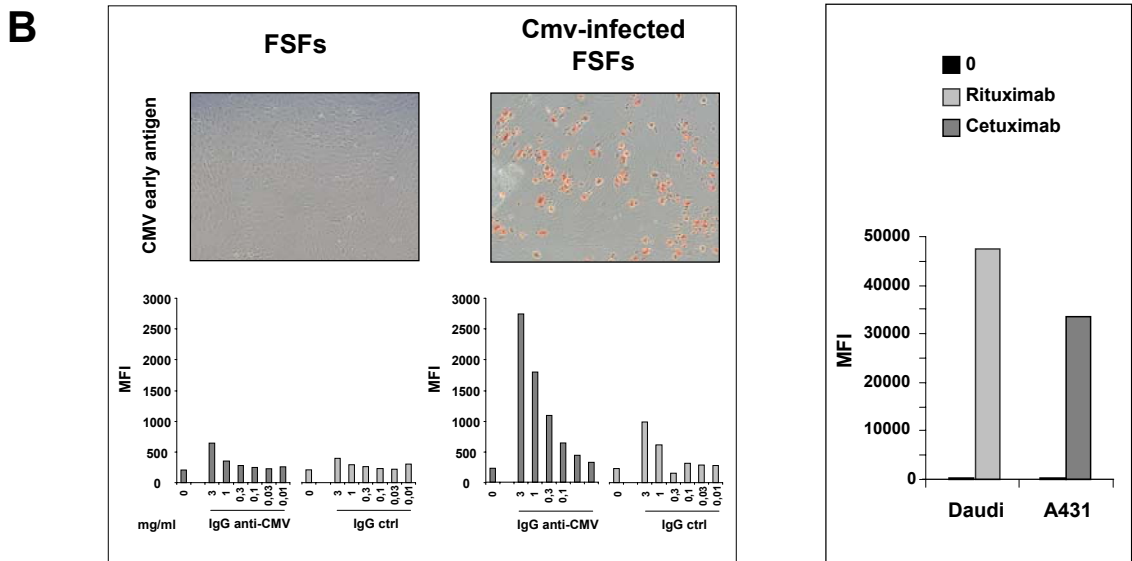 B
FSFs
Cmv-infected
FSFs
CMV early antigen
MFI
3000
2500
2000
1500
1000
500
0
0
3
1
0,3
0,1
0,03
0,01
0
3
1
0,3
0,1
0,03
0,01
mg/ml
IgG anti-CMV
IgG ctrl
MFI
3000
2500
2000
1500
1000
500
0
0
3
1
0,3
0,1
0
3
1
0,3
0,1
0,03
0,01
IgG anti-CMV
IgG ctrl
0
Rituximab
Cetuximab
MFI
50000
40000
30000
20000
10000
0
Daudi
A431